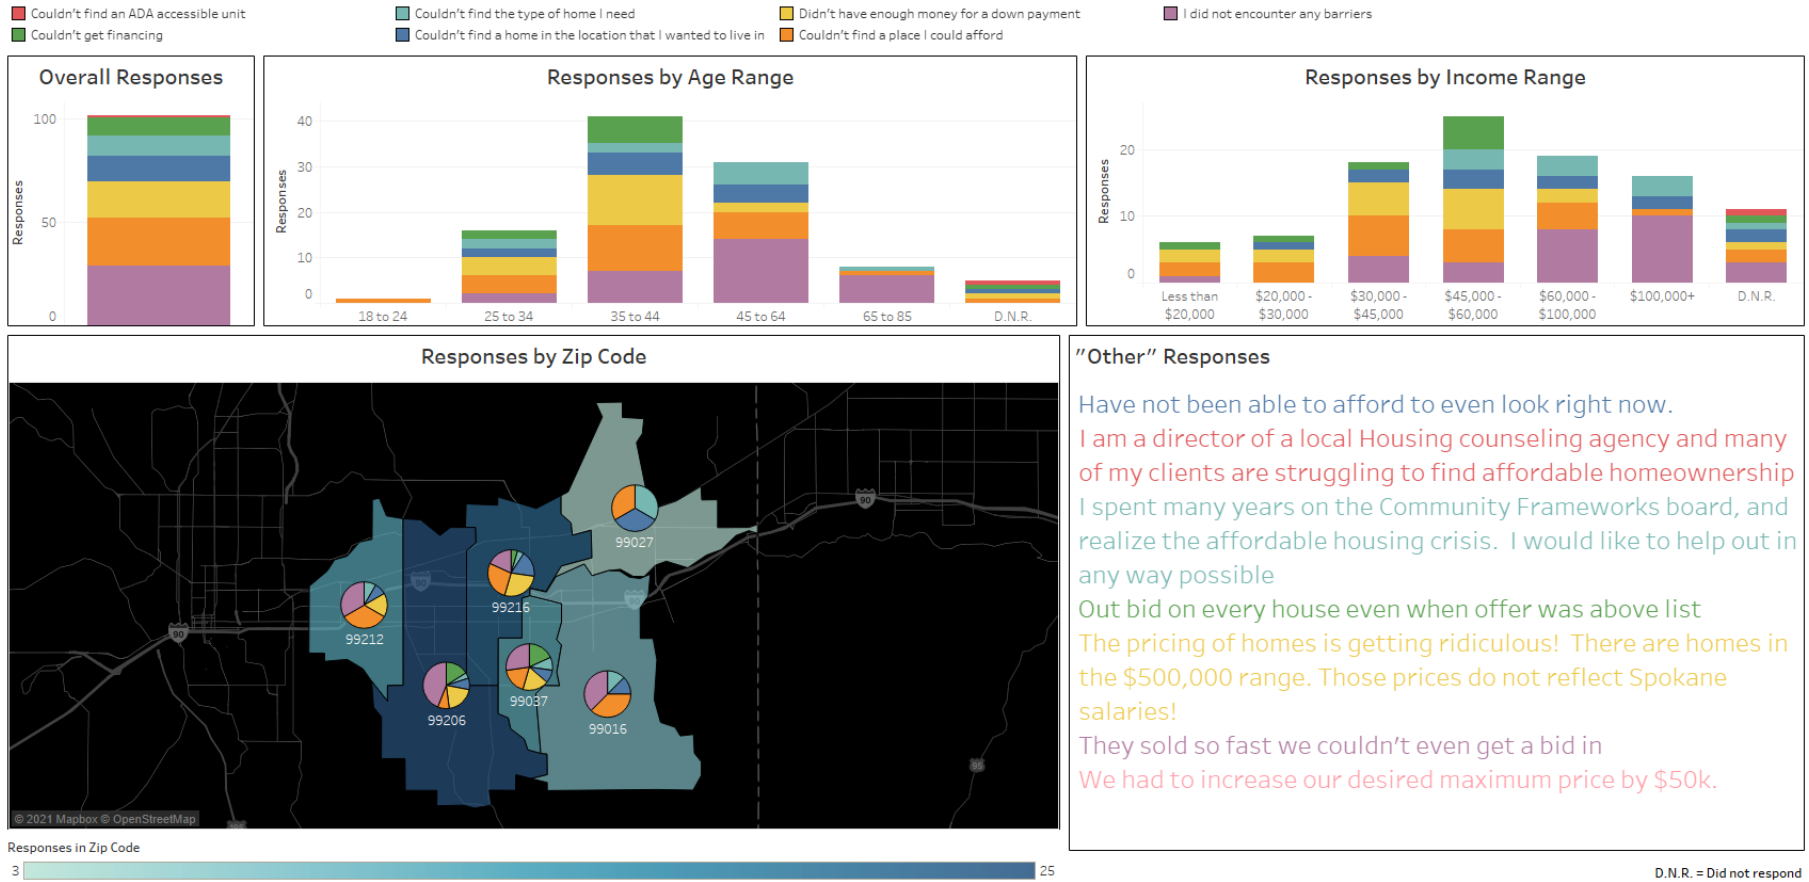 Couldn't find an ADA accessible unit
Couldn't find the type of home I need
Didn't have enough money for a down payment
I did not encounter any barriers
Couldn't get financing
Couldn't find a home in the location that I wanted to live in
Couldn't find a place I could afford
Overall Responses
Responses
100
50
0
Responses by Age Range
Responses
40
30
20
10
0
18 to 24
25 to 34
35 to 44
45 to 64
65 to 85
D.N.R.
Responses by Income Range
Responses
20
10
0
Less than
$20,000
$20,000 -
$30,000
$30,000 -
$45,000
$45,000 -
$60,000
$60,000 -
$100,000
$100,000+
D.N.R.
Responses by Zip Code
90
99027
99216
99212
90
99037
99206
99016
95
© 2021 Mapbox © OpenStreetMap
Responses in Zip Code
3
25
"Other" Responses
Have not been able to afford to even look right now.
I am a director of a local Housing counseling agency and many
of my clients are struggling to find affordable homeownership
I spent many years on the Community Frameworks board, and
realize the affordable housing crisis.  I would like to help out in
any way possible
Out bid on every house even when offer was above list
The pricing of homes is getting ridiculous!  There are homes in
the $500,000 range. Those prices do not reflect Spokane
salaries!
They sold so fast we couldn't even get a bid in
We had to increase our desired maximum price by $50k.
D.N.R. = Did not respond